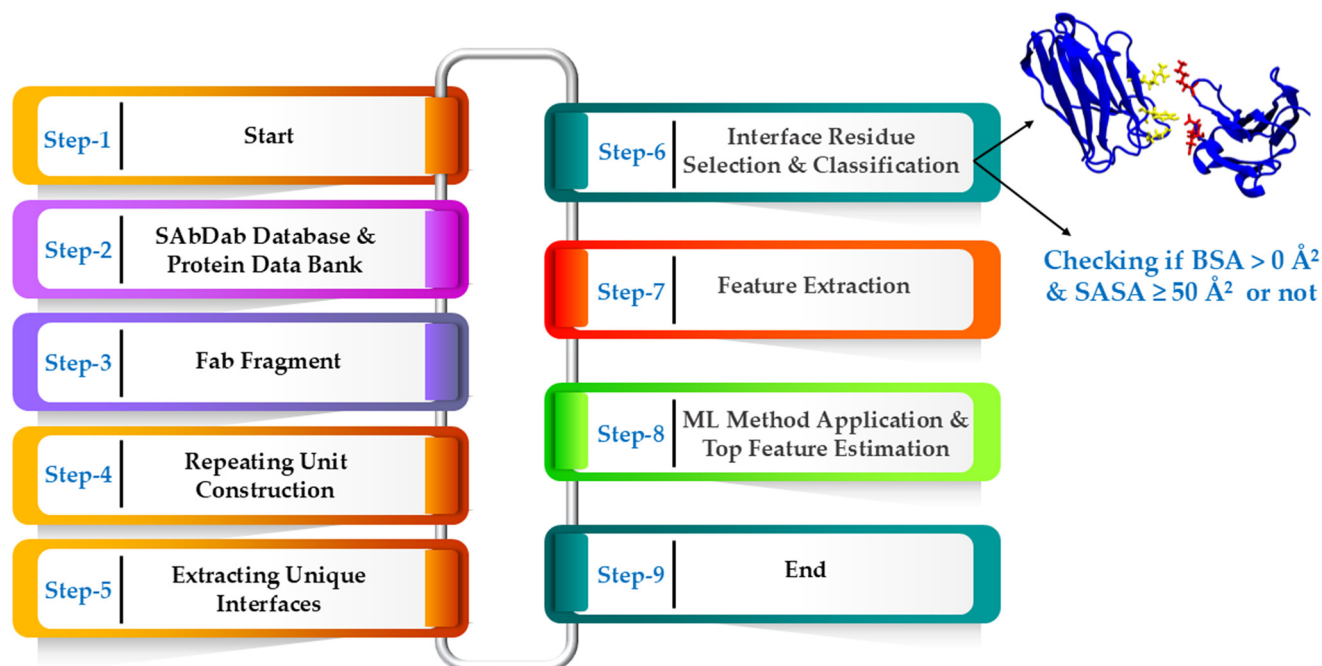 Step-1
Start
Step-2
SAbDab Database &
Protein Data Bank
Step-3
Fab Fragment
Step-4
Repeating Unit
Construction
Step-5
Extracting Unique
Interfaces
Step-6
Interface Residue
Selection & Classification
Checking if BSA > 0 Å²
& SASA ≥ 50 Å² or not
Step-7
Feature Extraction
Step-8
ML Method Application &
Top Feature Estimation
Step-9
End